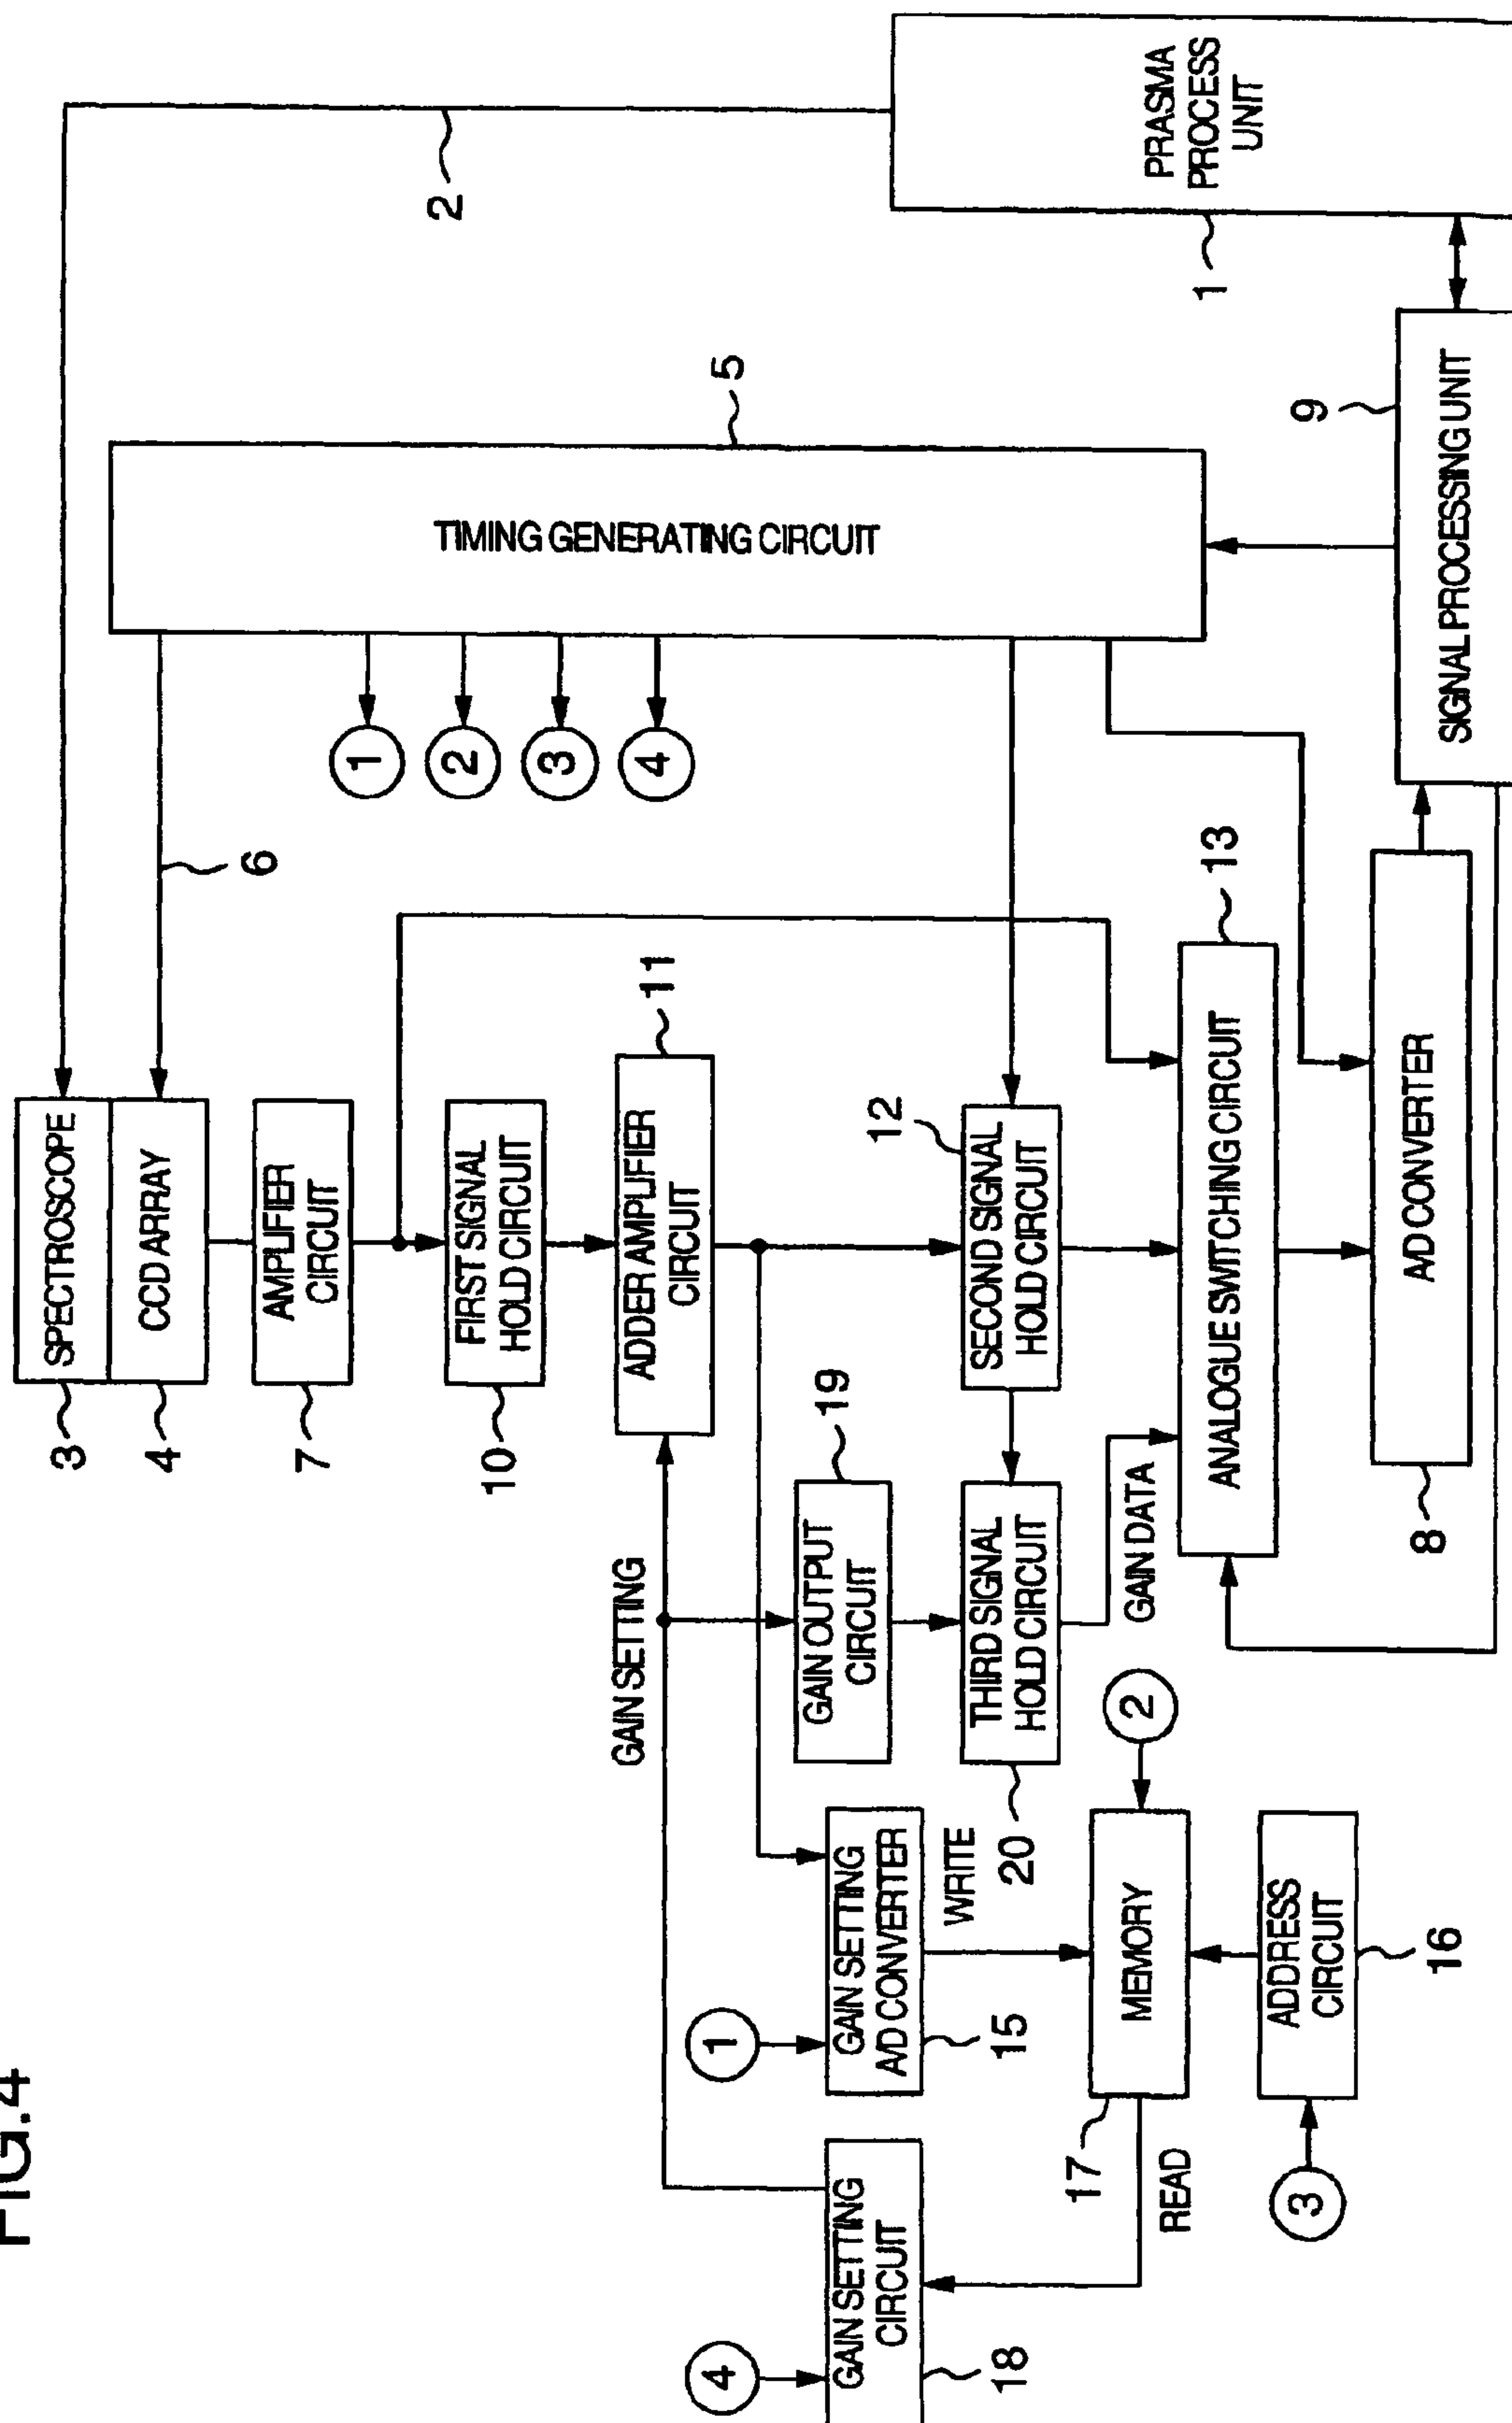 FIG.4
SPECTROSCOPE
3
CCD ARRAY
4
AMPLIFIER
CIRCUIT
7
FIRST SIGNAL
HOLD CIRCUIT
10
ADDER AMPLIFIER
CIRCUIT
11
2
6
TIMING GENERATING CIRCUIT
5
1
2
3
4
PRASMA
PROCESS
UNIT
1
GAIN SETTING
GAIN OUTPUT
CIRCUIT
19
SECOND SIGNAL
HOLD CIRCUIT
12
THIRD SIGNAL
HOLD CIRCUIT
20
GAIN DATA
ANALOGUE SWITCHING CIRCUIT
13
A/D CONVERTER
8
SIGNAL PROCESSING UNIT
9
4
GAIN SETTING
CIRCUIT
18
1
GAIN SETTING
A/D CONVERTER
15
WRITE
MEMORY
17
2
READ
ADDRESS
CIRCUIT
16
3